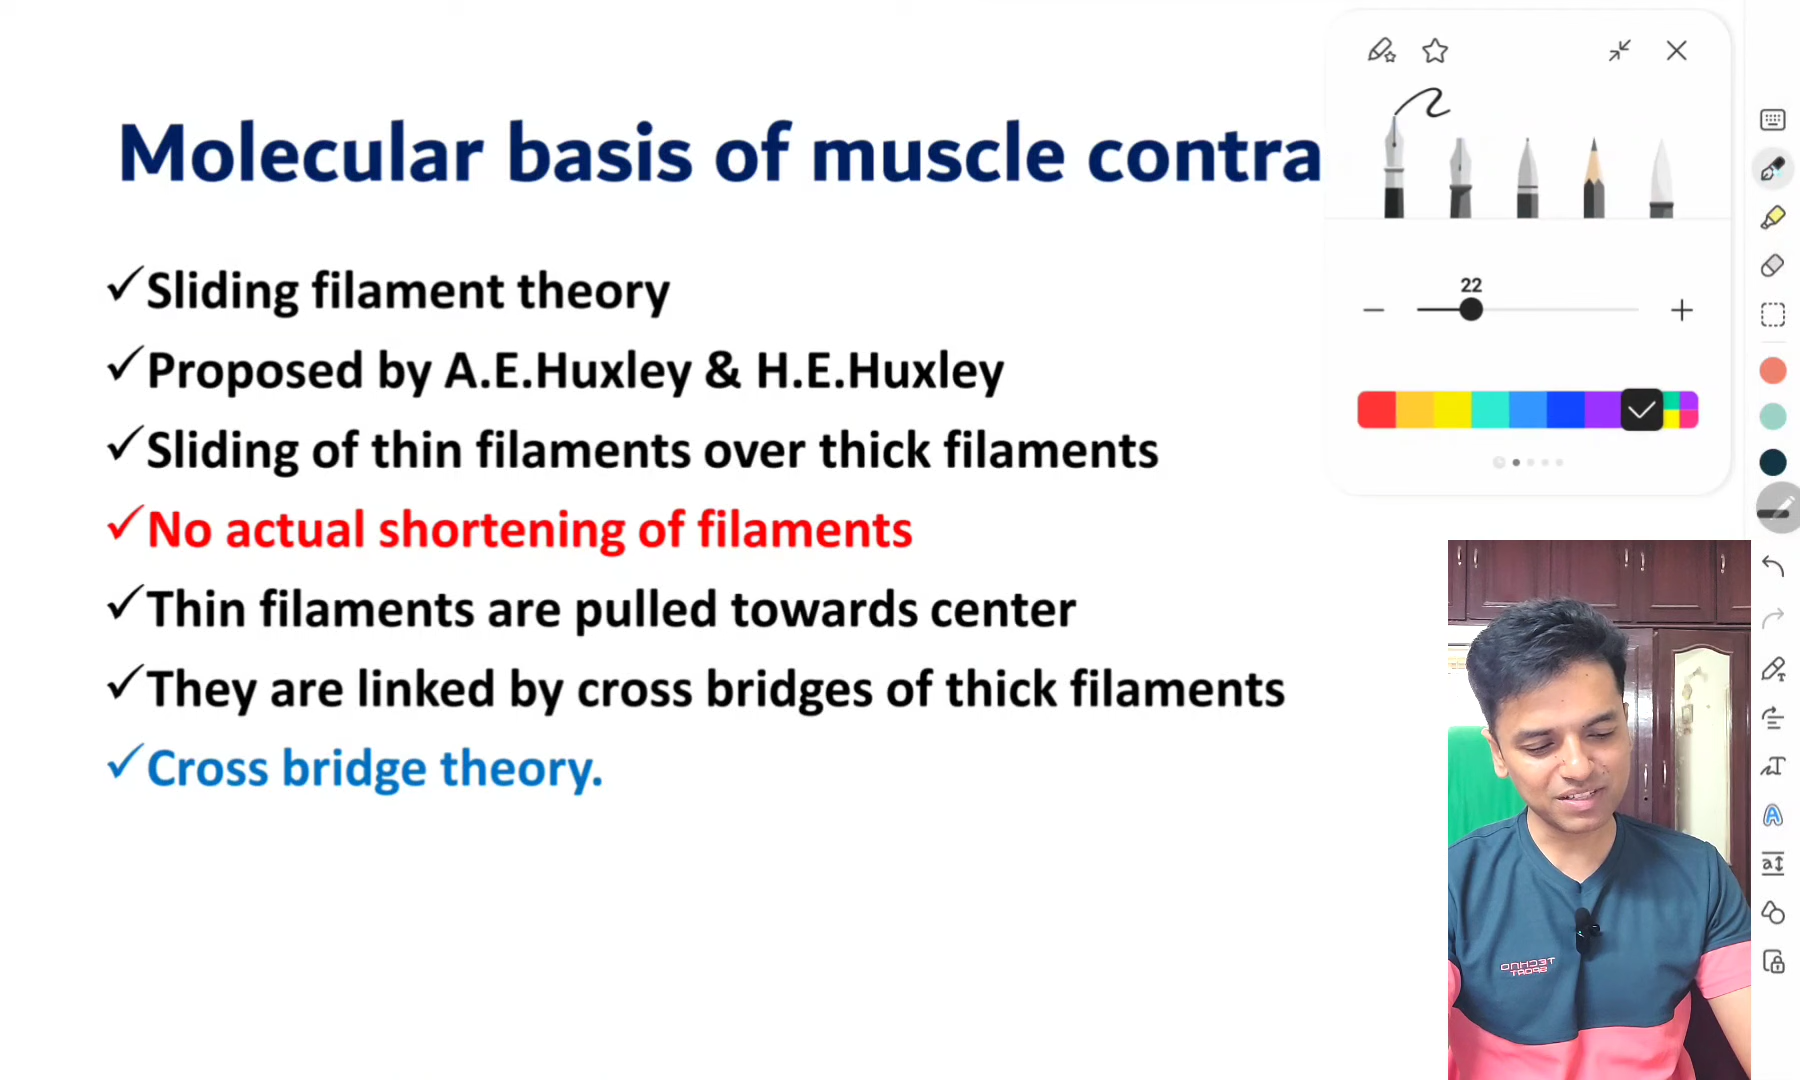 Molecular basis of muscle contra
✓Sliding filament theory
✓Proposed by A.E.Huxley & H.E.Huxley
✓Sliding of thin filaments over thick filaments
✓No actual shortening of filaments
✓Thin filaments are pulled towards center
✓They are linked by cross bridges of thick filaments
✓Cross bridge theory.
22
TECHNO
SPORT